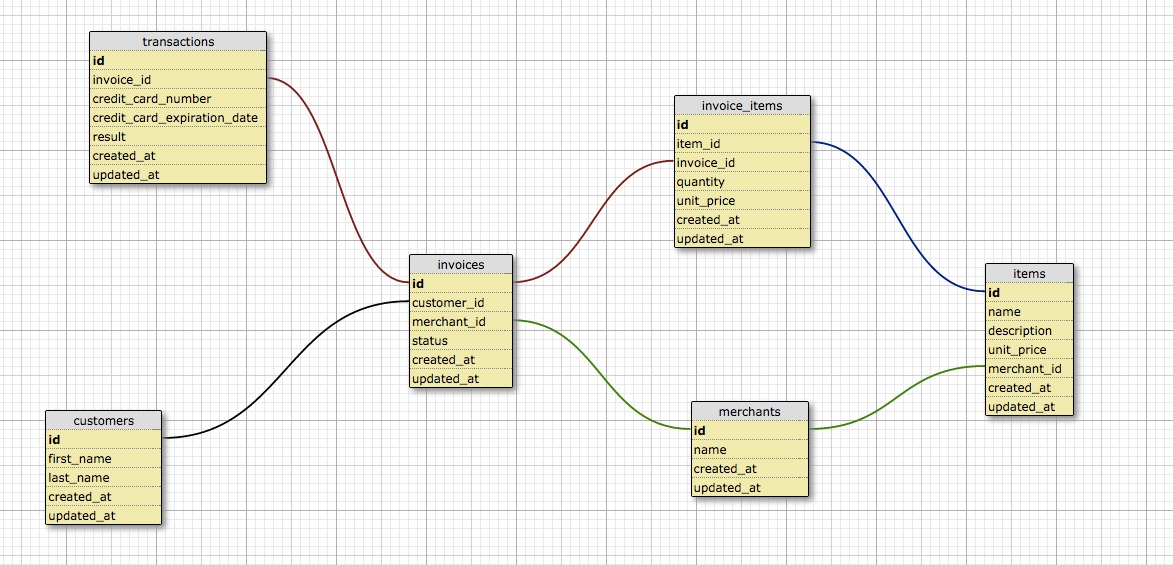 transactions
id
invoice_id
credit_card_number
credit_card_expiration_date
result
created_at
updated_at
invoice_items
id
item_id
invoice_id
quantity
unit_price
created_at
updated_at
invoices
id
customer_id
merchant_id
status
created_at
updated_at
items
id
name
description
unit_price
merchant_id
created_at
updated_at
customers
id
first_name
last_name
created_at
updated_at
merchants
id
name
created_at
updated_at